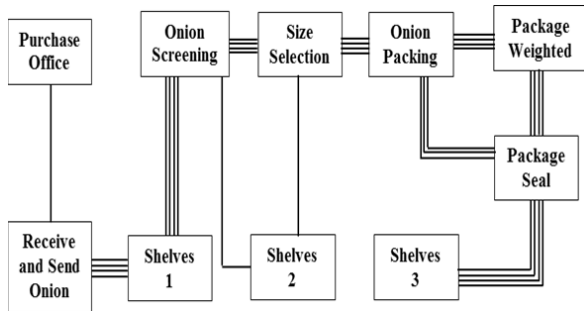 Purchase
Office
Onion
Screening
Size
Selection
Onion
Packing
Package
Weighted
Package
Seal
Receive
and Send
Onion
Shelves
1
Shelves
2
Shelves
3